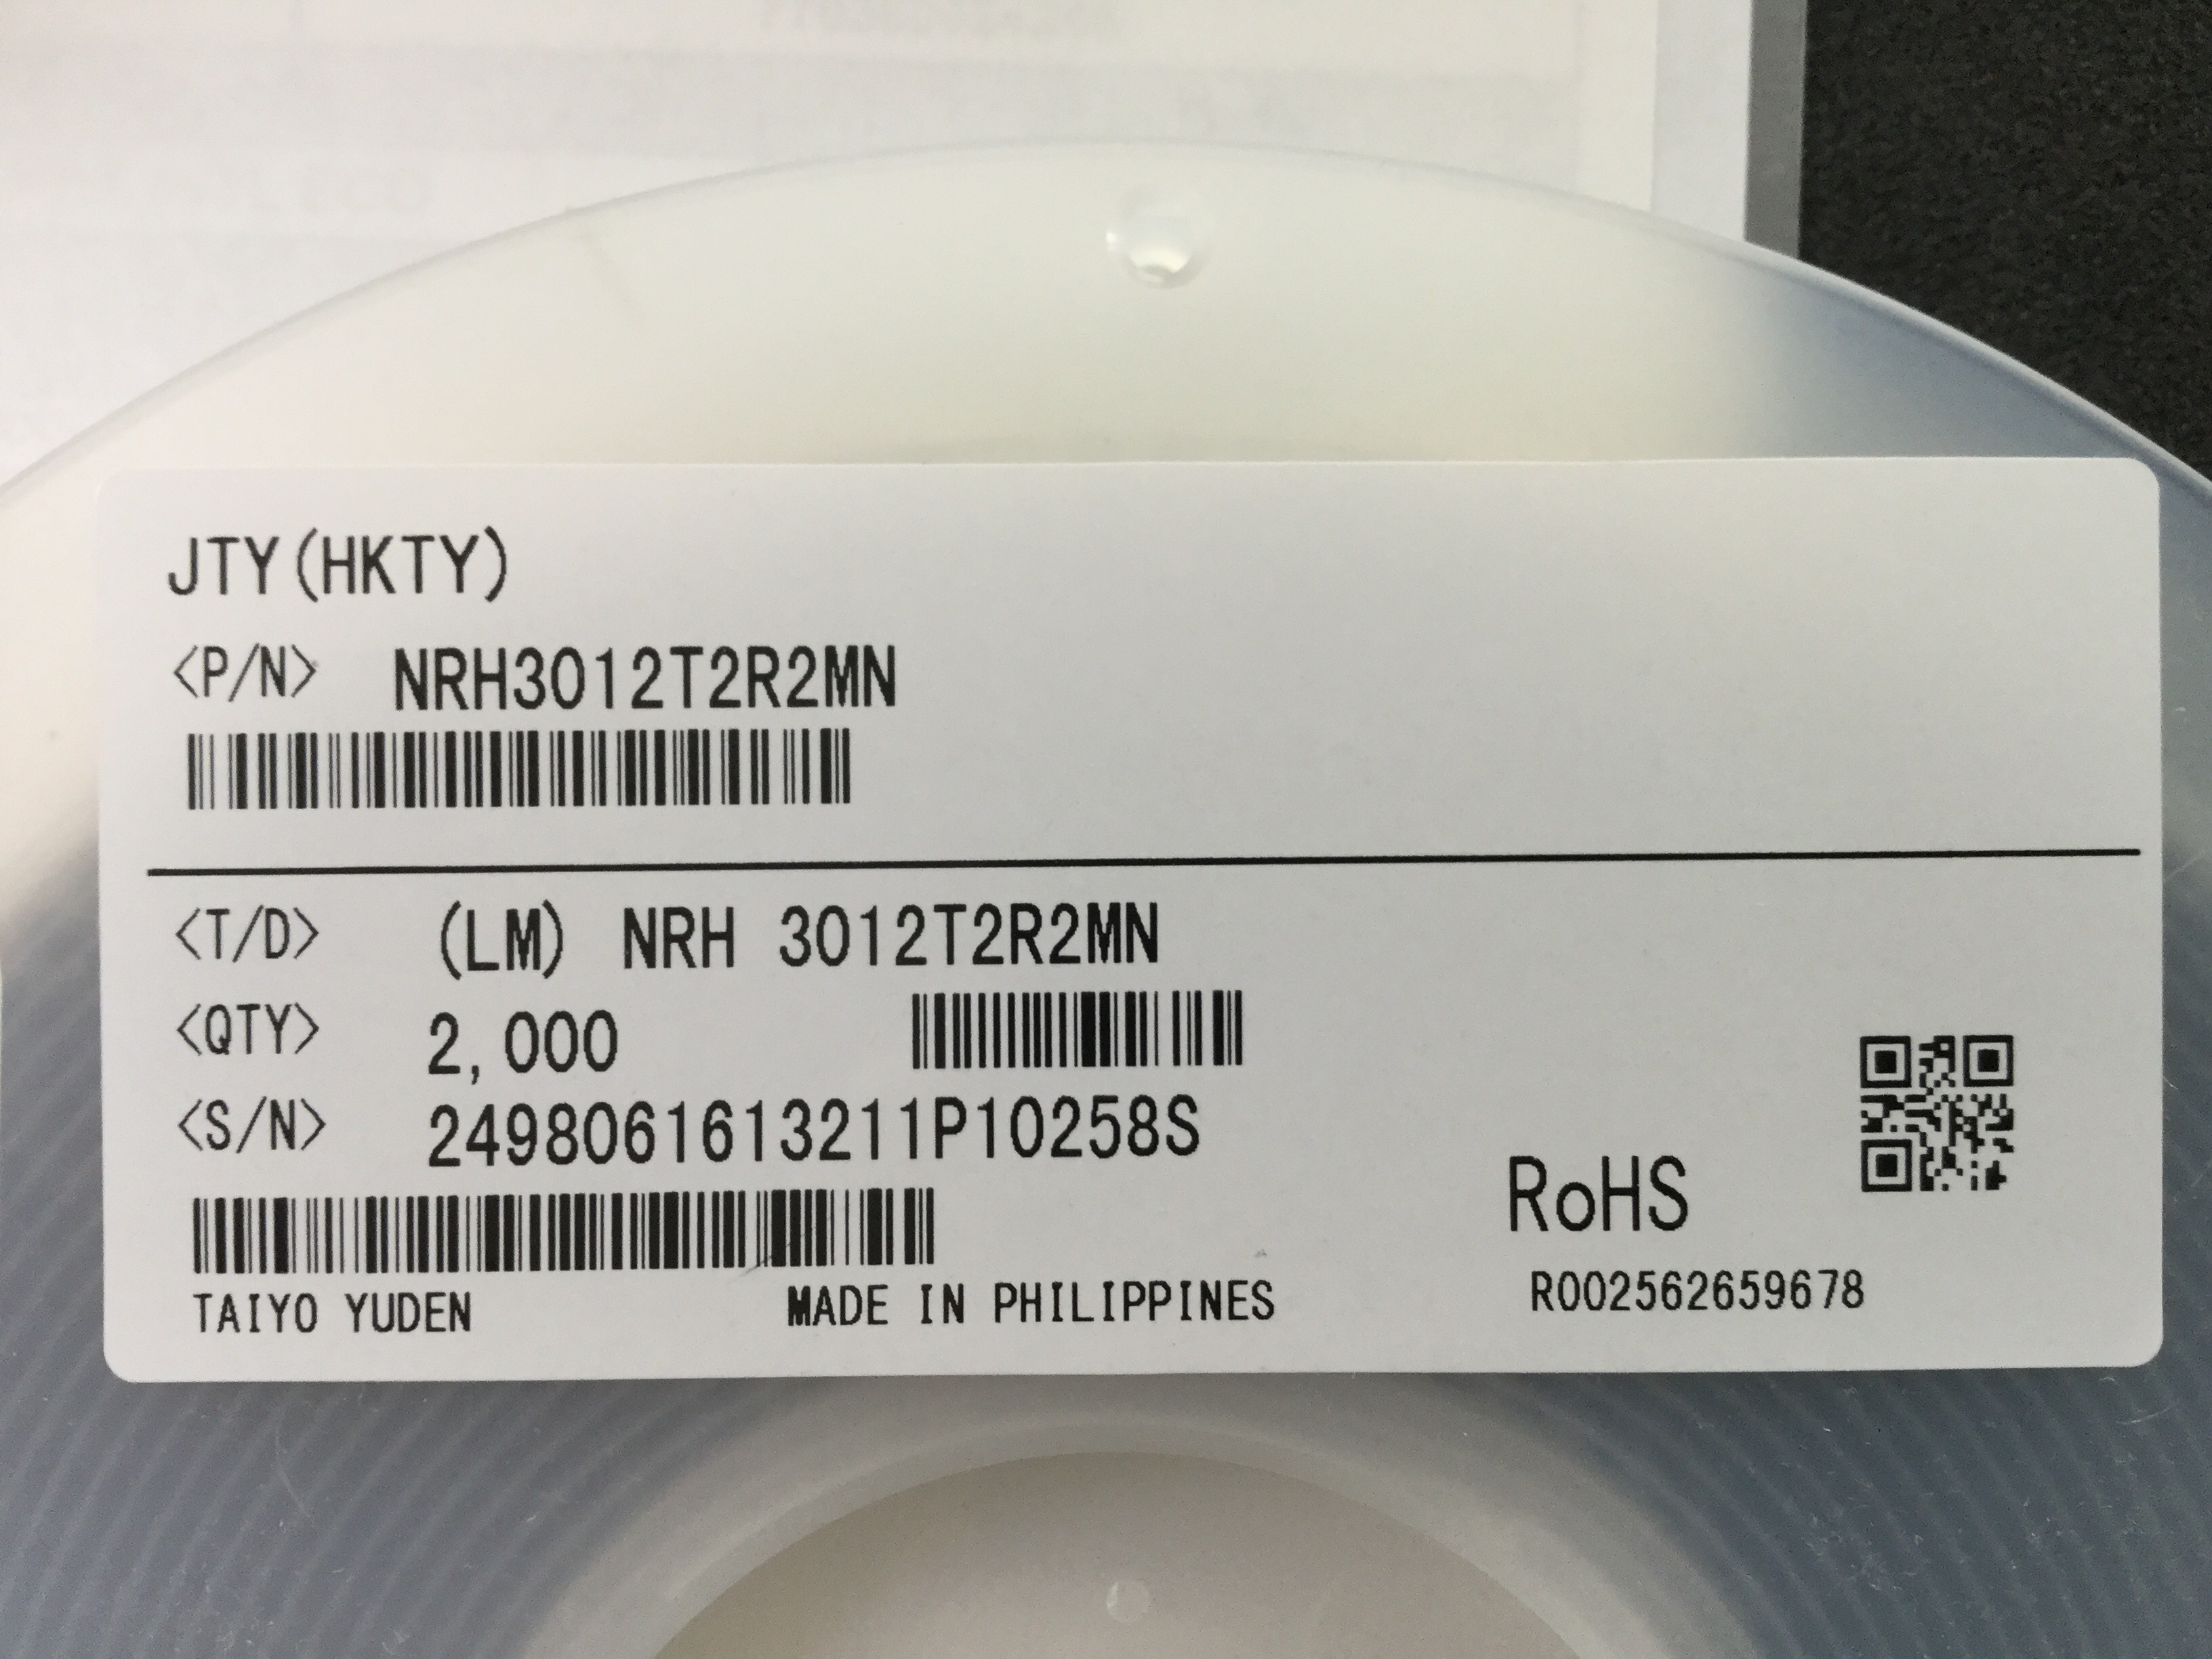 JTY(HKTY)
<P/N> NRH3012T2R2MN
<T/D> (LM) NRH 3012T2R2MN
<QTY> 2,000
<S/N> 2498061613211P10258S
RoHS
TAIYO YUDEN MADE IN PHILIPPINES R002562659678